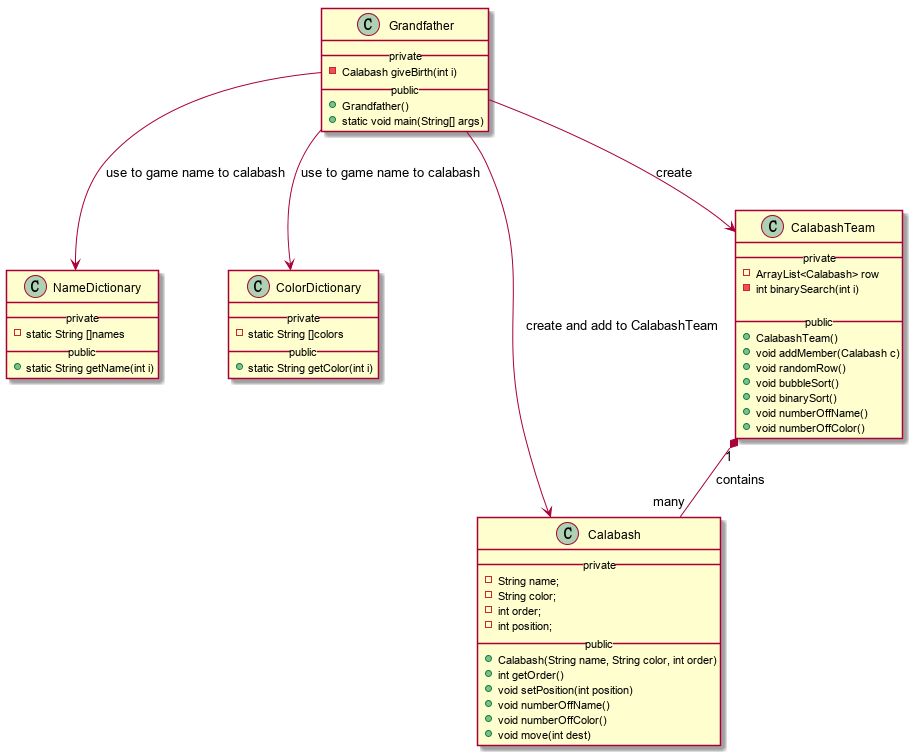 C Grandfather
private
Calabash giveBirth(int i)
public
Grandfather()
static void main(String[] args)
use to game name to calabash
use to game name to calabash
create
C CalabashTeam
private
ArrayList<Calabash> row
int binarySearch(int i)
public
CalabashTeam()
void addMember(Calabash c)
void randomRow()
void bubbleSort()
void binarySort()
void numberOffName()
void numberOffColor()
C NameDictionary
private
static String []names
public
static String getName(int i)
C ColorDictionary
private
static String []colors
public
static String getColor(int i)
create and add to CalabashTeam
1
contains
many
C Calabash
private
String name;
String color;
int order;
int position;
public
Calabash(String name, String color, int order)
int getOrder()
void setPosition(int position)
void numberOffName()
void numberOffColor()
void move(int dest)